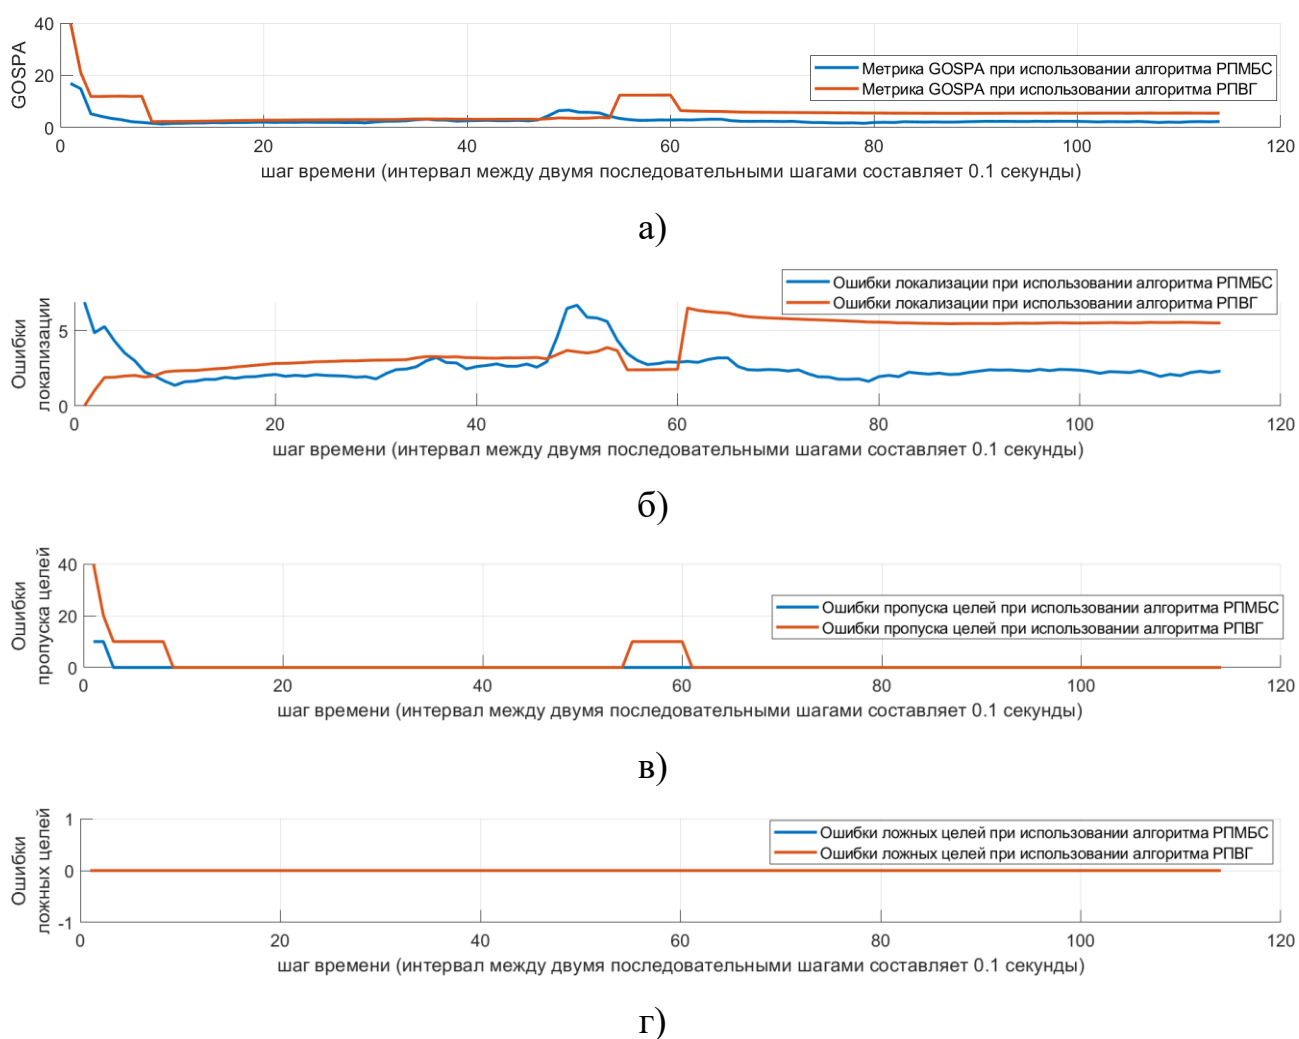 GOSPA
40
20
0
Метрика GOSPA при использовании алгоритма РПМБС
Метрика GOSPA при использовании алгоритма РПВГ
0 20 40 60 80 100 120
шаг времени (интервал между двумя последовательными шагами составляет 0.1 секунды)
а)
Ошибки
локализации
5
0
Ошибки локализации при использовании алгоритма РПМБС
Ошибки локализации при использовании алгоритма РПВГ
0 20 40 60 80 100 120
шаг времени (интервал между двумя последовательными шагами составляет 0.1 секунды)
б)
Ошибки
пропуска целей
40
20
0
Ошибки пропуска целей при использовании алгоритма РПМБС
Ошибки пропуска целей при использовании алгоритма РПВГ
0 20 40 60 80 100 120
шаг времени (интервал между двумя последовательными шагами составляет 0.1 секунды)
в)
Ошибки
ложных целей
1
0
-1
Ошибки ложных целей при использовании алгоритма РПМБС
Ошибки ложных целей при использовании алгоритма РПВГ
0 20 40 60 80 100 120
шаг времени (интервал между двумя последовательными шагами составляет 0.1 секунды)
г)